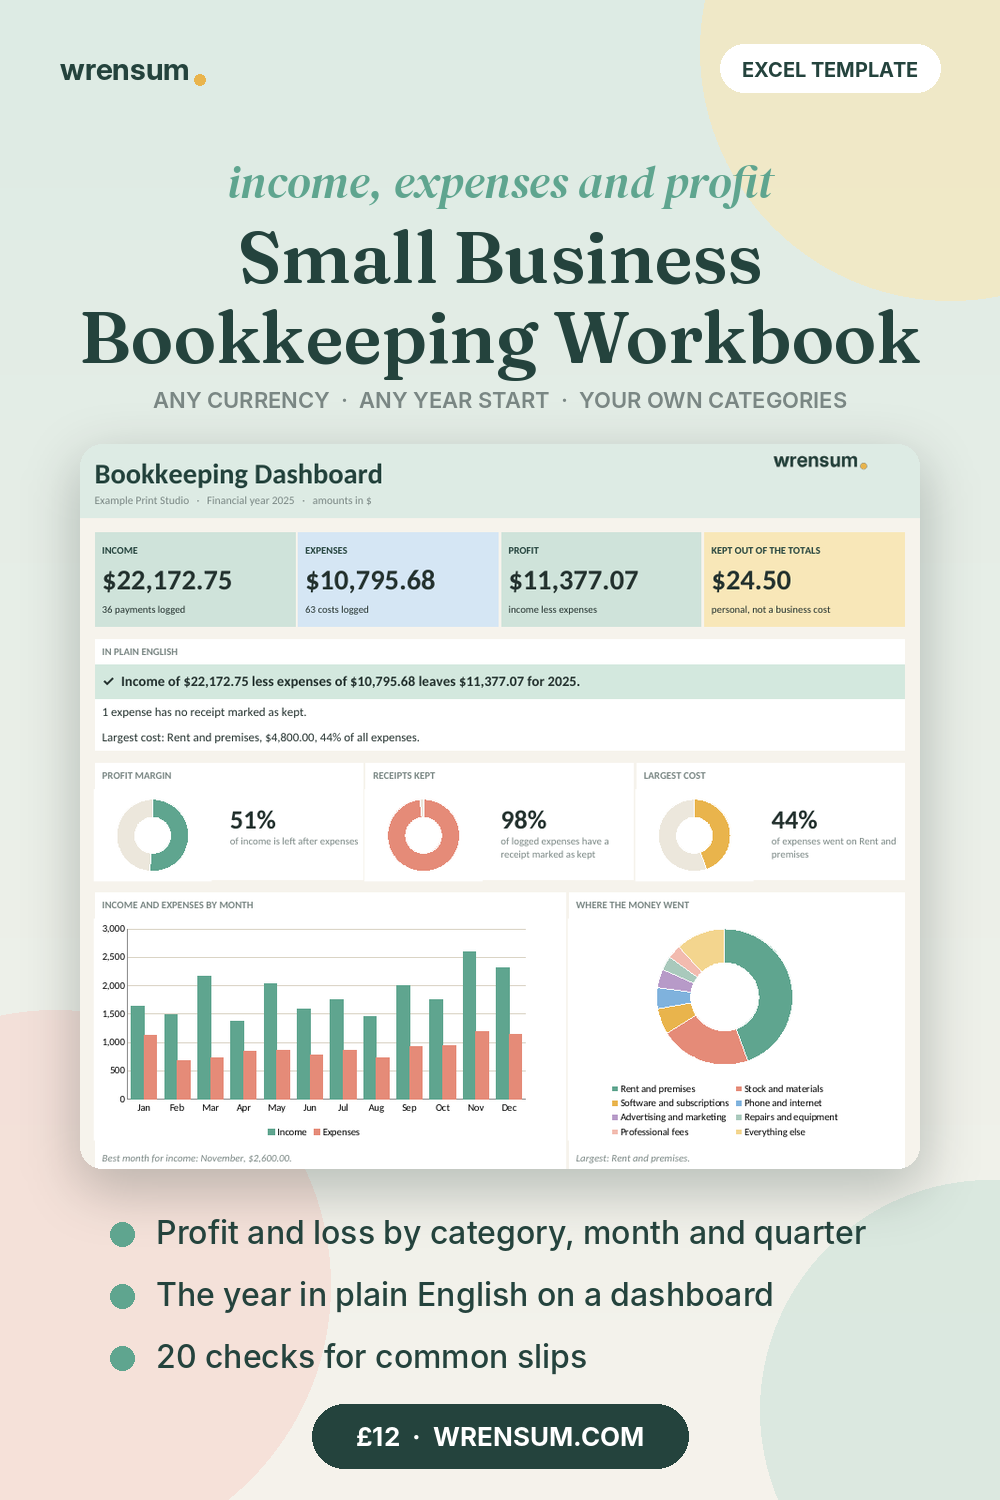 wrensum.
EXCEL TEMPLATE
income, expenses and profit
Small Business
Bookkeeping Workbook
ANY CURRENCY · ANY YEAR START · YOUR OWN CATEGORIES
Bookkeeping Dashboard
wrensum.
Example Print Studio · Financial year 2025 · amounts in $
INCOME
$22,172.75
36 payments logged
EXPENSES
$10,795.68
63 costs logged
PROFIT
$11,377.07
income less expenses
KEPT OUT OF THE TOTALS
$24.50
personal, not a business cost
IN PLAIN ENGLISH
✓ Income of $22,172.75 less expenses of $10,795.68 leaves $11,377.07 for 2025.
1 expense has no receipt marked as kept.
Largest cost: Rent and premises, $4,800.00, 44% of all expenses.
PROFIT MARGIN
51%
of income is left after expenses
RECEIPTS KEPT
98%
of logged expenses have a
receipt marked as kept
LARGEST COST
44%
of expenses went on Rent and
premises
INCOME AND EXPENSES BY MONTH
3,000
2,500
2,000
1,500
1,000
500
0
Jan Feb Mar Apr May Jun Jul Aug Sep Oct Nov Dec
Income Expenses
Best month for income: November, $2,600.00.
WHERE THE MONEY WENT
Rent and premises Stock and materials
Software and subscriptions Phone and internet
Advertising and marketing Repairs and equipment
Professional fees Everything else
Largest: Rent and premises.
Profit and loss by category, month and quarter
The year in plain English on a dashboard
20 checks for common slips
£12 · WRENSUM.COM